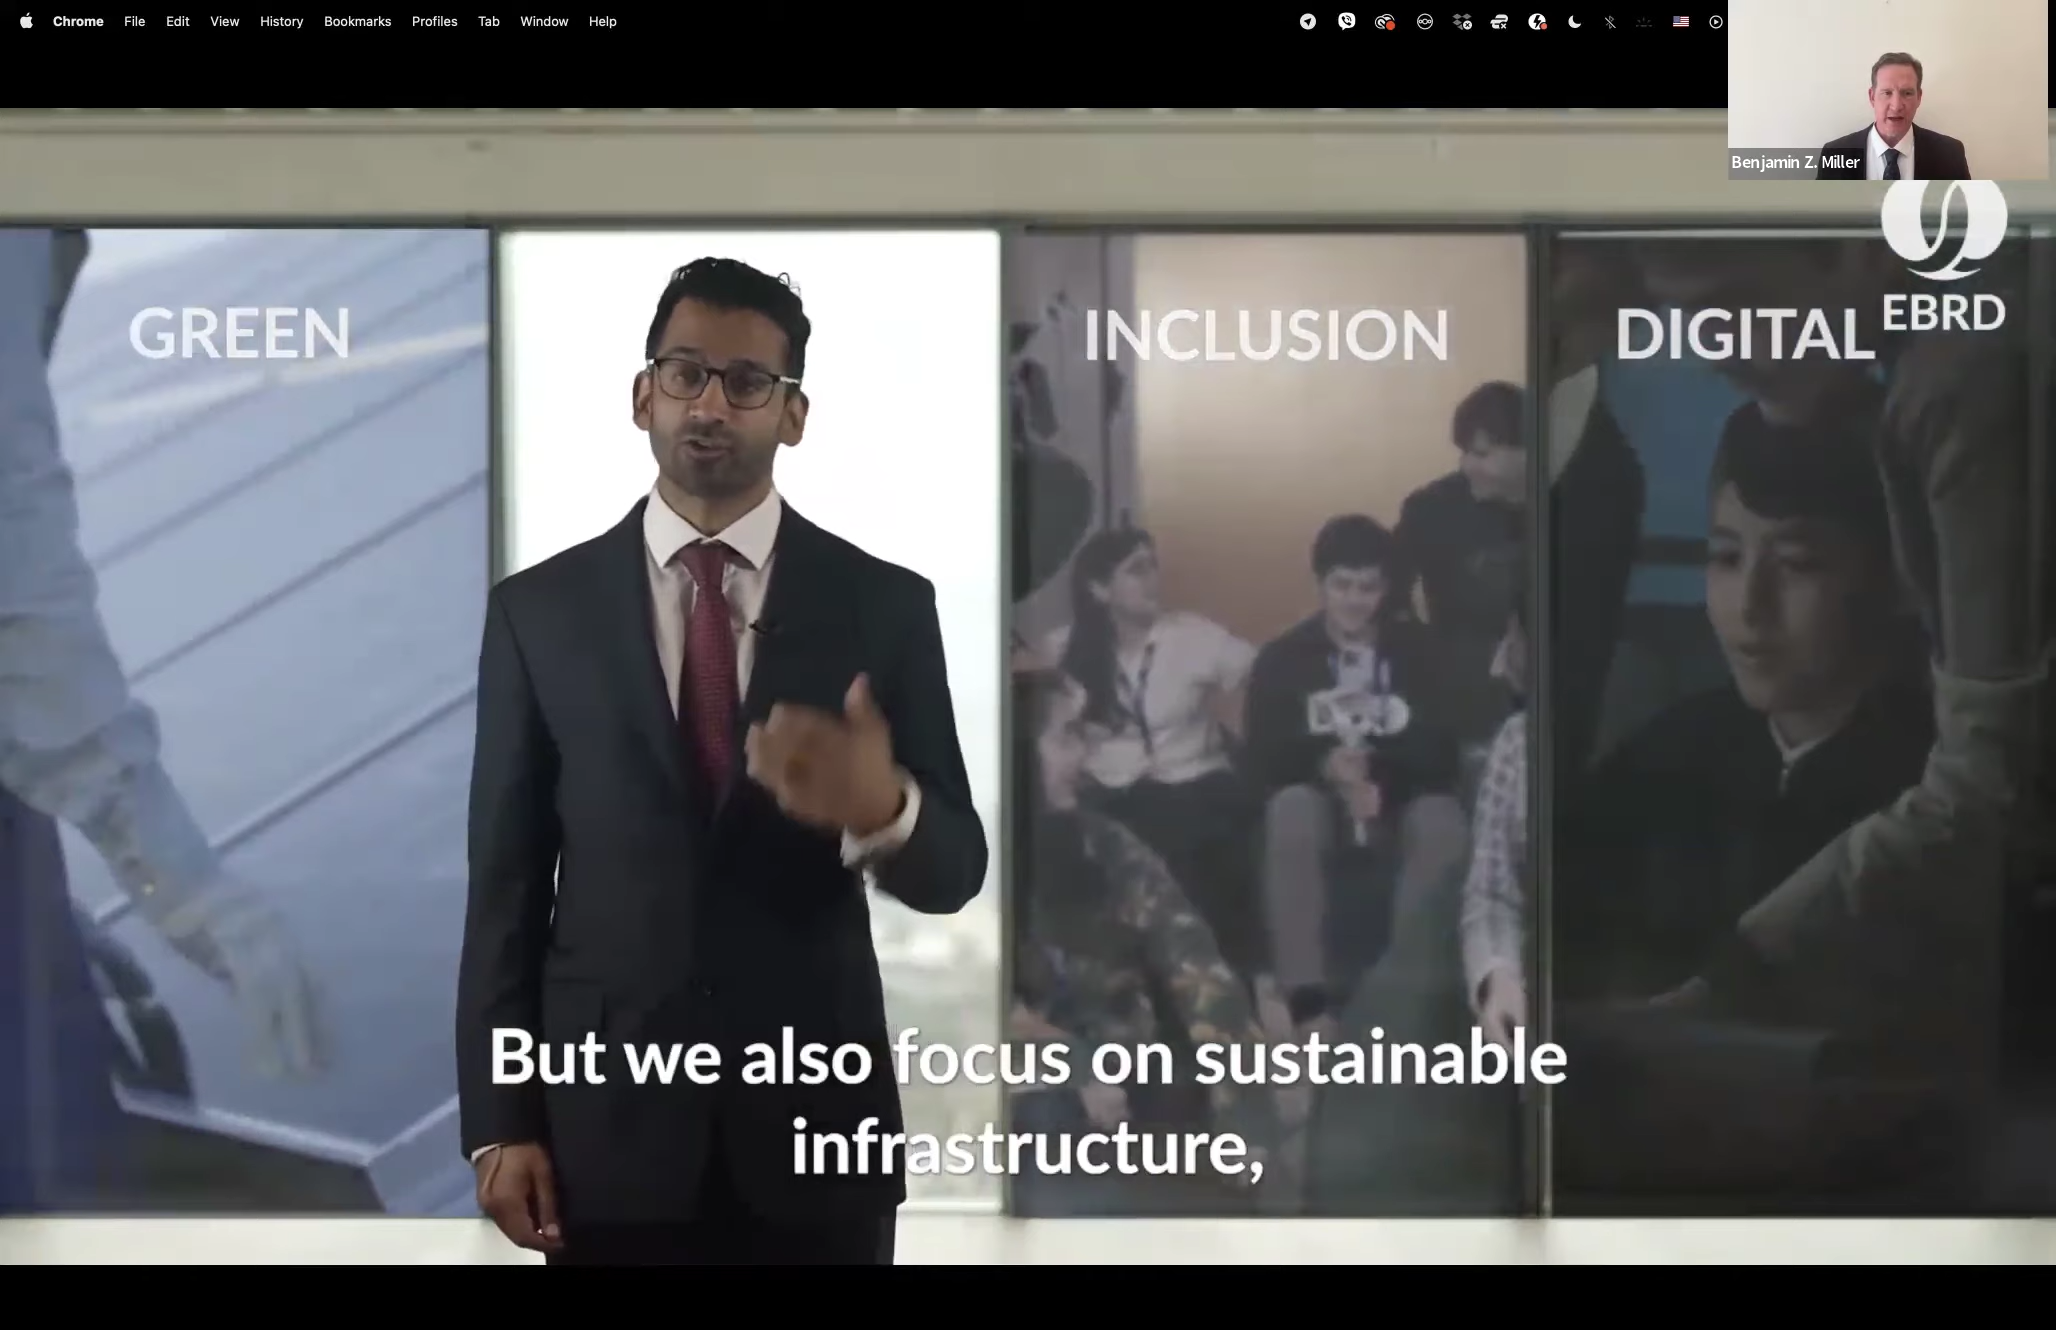 Chrome File Edit View History Bookmarks Profiles Tab Window Help
Benjamin Z. Miller
GREEN
INCLUSION
DIGITAL
EBRD
But we also focus on sustainable
infrastructure,